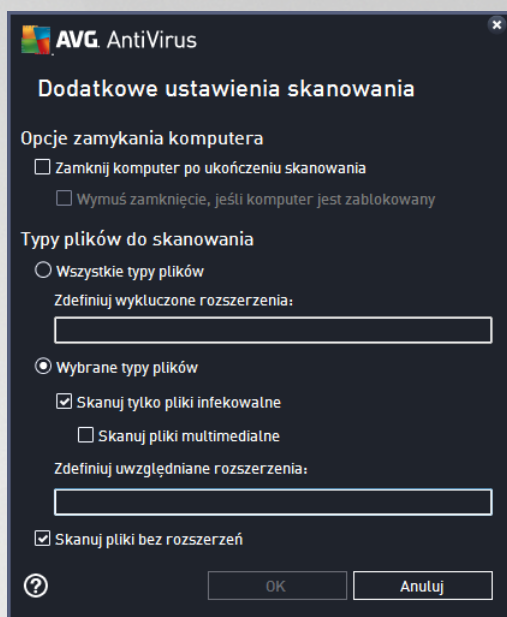 AVG. AntiVirus
Dodatkowe ustawienia skanowania
Opcje zamykania komputera
Zamknij komputer po ukończeniu skanowania
Wymuś zamknięcie, jeśli komputer jest zablokowany
Typy plików do skanowania
Wszystkie typy plików
Zdefiniuj wykluczone rozszerzenia:
Wybrane typy plików
Skanuj tylko pliki infekowalne
Skanuj pliki multimedialne
Zdefiniuj uwzględniane rozszerzenia:
Skanuj pliki bez rozszerzeń
? OK Anuluj